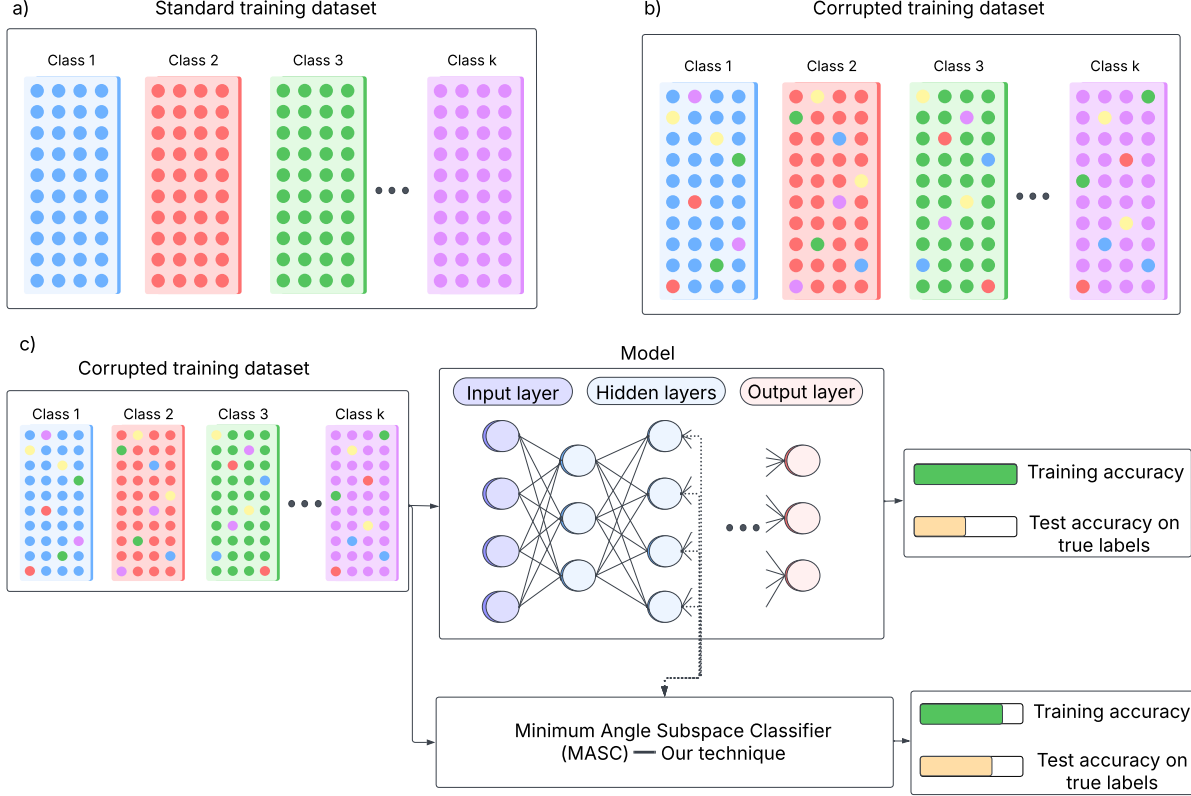 a)
Standard training dataset
Class 1
Class 2
Class 3
Class k
b)
Corrupted training dataset
Class 1
Class 2
Class 3
Class k
c)
Corrupted training dataset
Class 1
Class 2
Class 3
Class k
Model
Input layer
Hidden layers
Output layer
Training accuracy
Test accuracy on
true labels
Minimum Angle Subspace Classifier
(MASC) — Our technique
Training accuracy
Test accuracy on
true labels